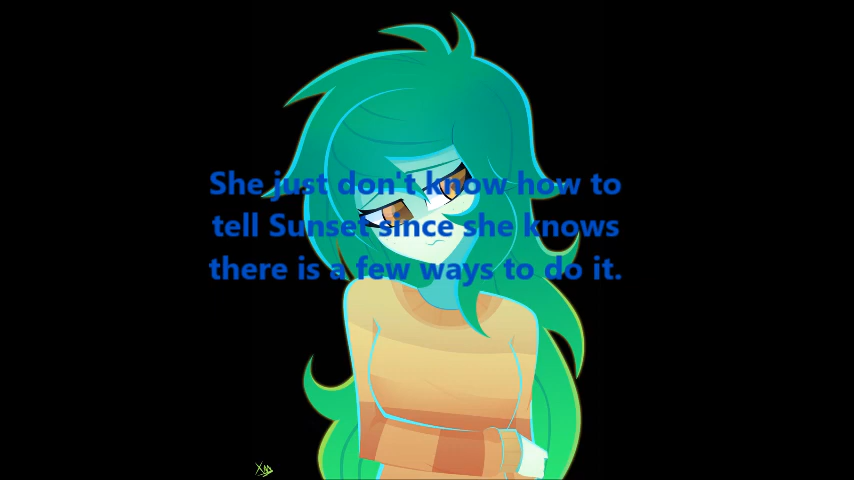 She just don't know how to
tell Sunset since she knows
there is a few ways to do it.